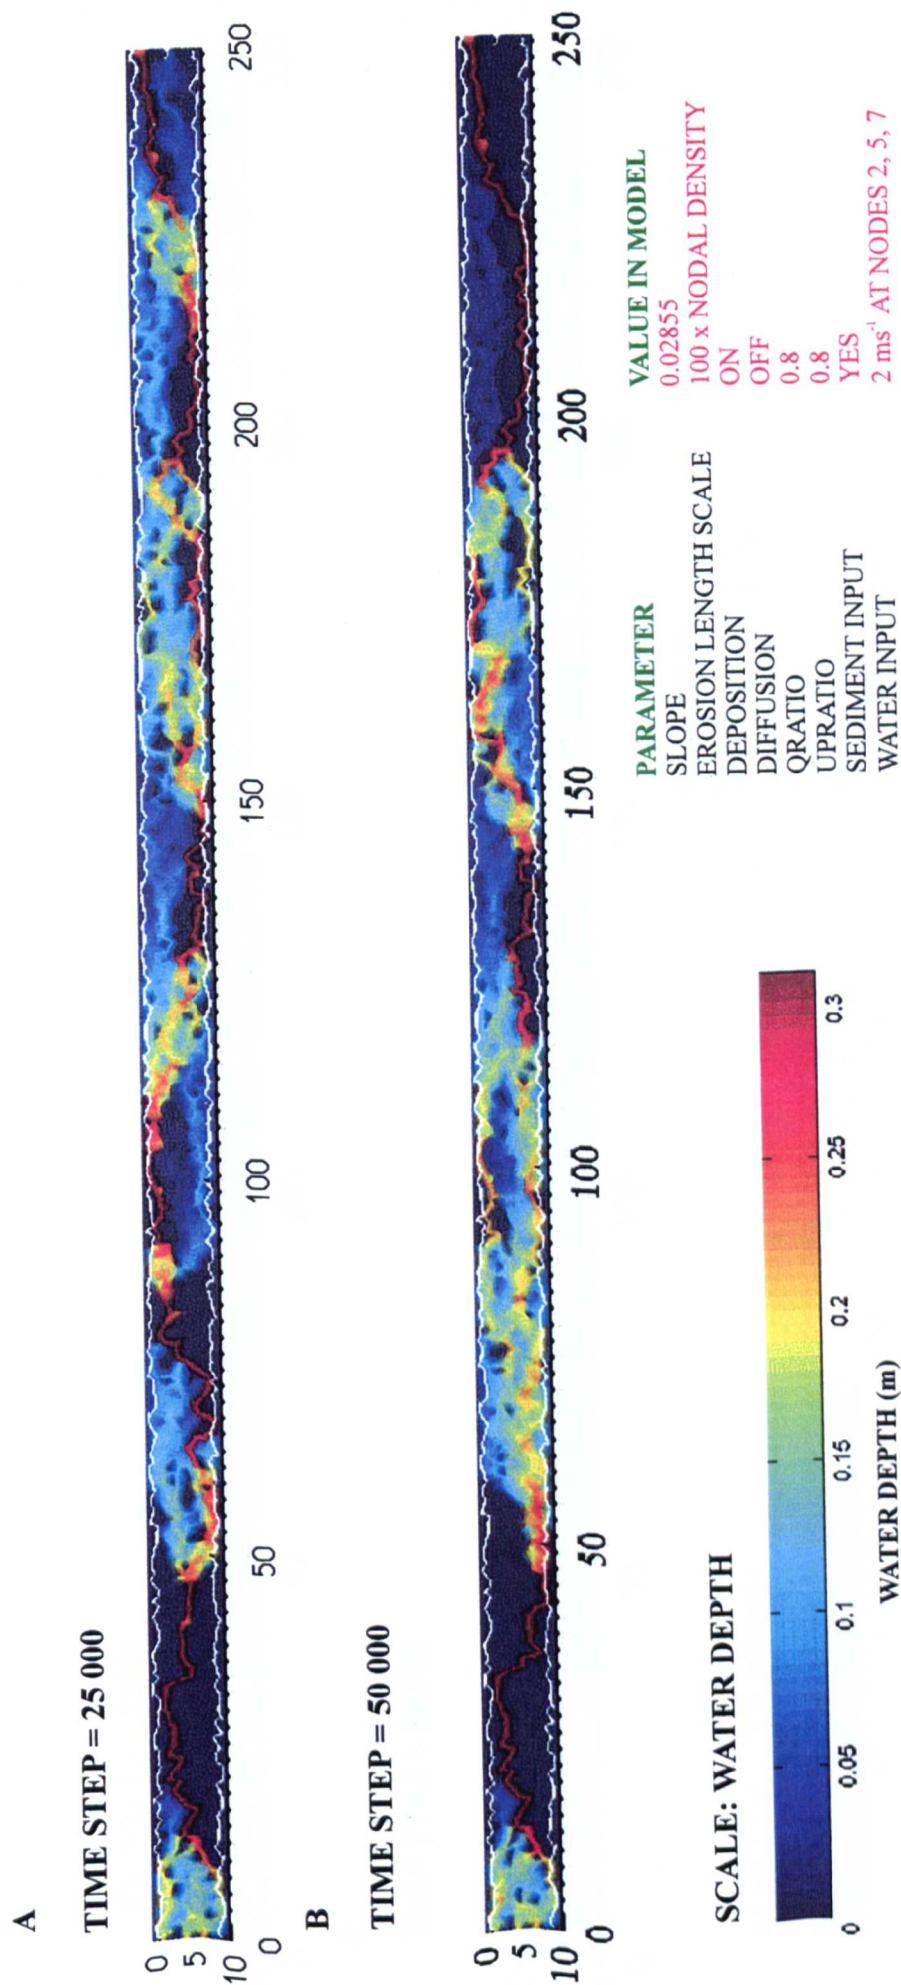 A
TIME STEP = 25 000
0
5
10
0 50 100 150 200 250
B
TIME STEP = 50 000
0
5
10
0 50 100 150 200 250
SCALE: WATER DEPTH
0 0.05 0.1 0.15 0.2 0.25 0.3
WATER DEPTH (m)
PARAMETER VALUE IN MODEL
SLOPE 0.02855
EROSION LENGTH SCALE 100 x NODAL DENSITY
DEPOSITION ON
DIFFUSION OFF
QRATIO 0.8
UPRATIO 0.8
SEDIMENT INPUT YES
WATER INPUT 2 ms⁻¹ AT NODES 2, 5, 7